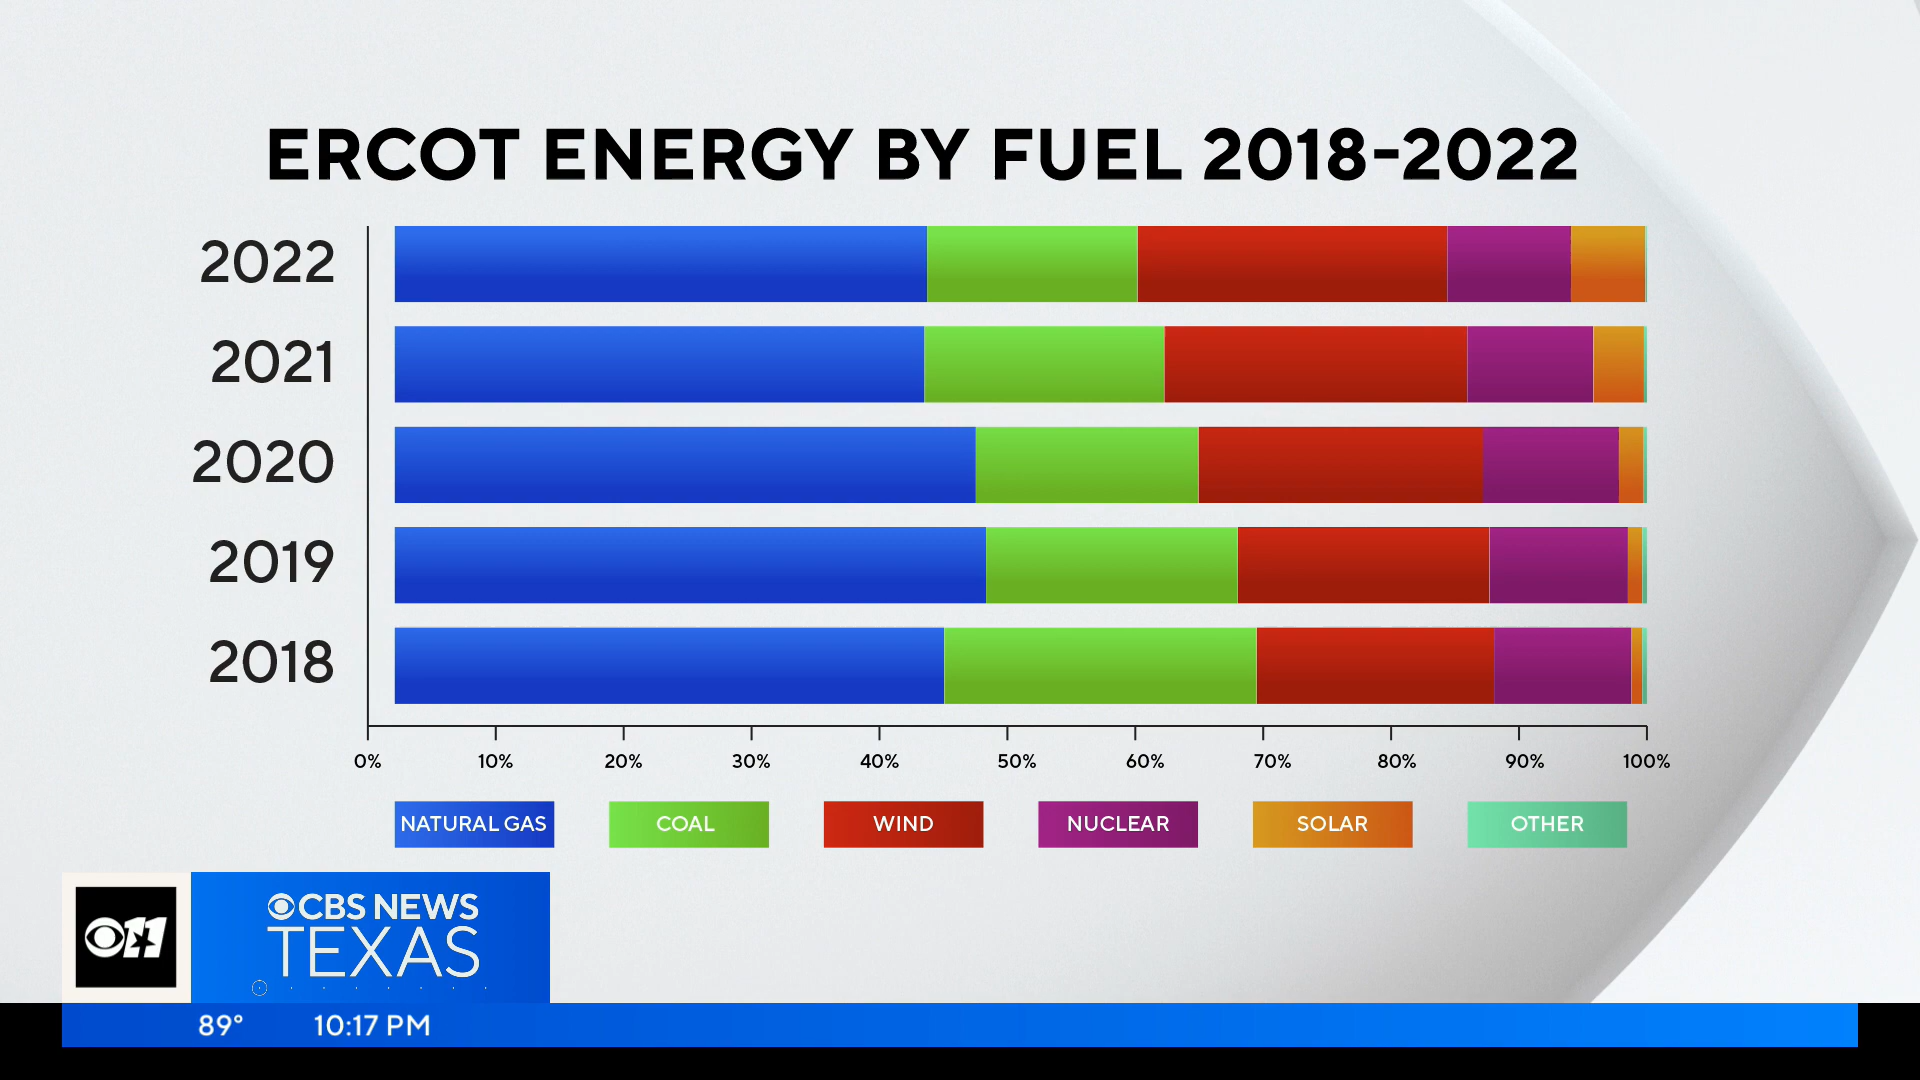 ERCOT ENERGY BY FUEL 2018-2022
2022
2021
2020
2019
2018
0% 10% 20% 30% 40% 50% 60% 70% 80% 90% 100%
NATURAL GAS COAL WIND NUCLEAR SOLAR OTHER
11
CBS NEWS
TEXAS
89° 10:17 PM